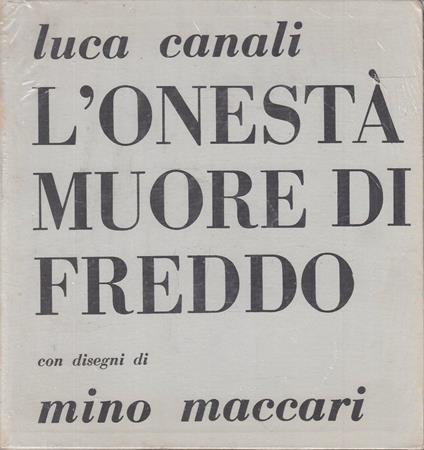 luca canali
L'ONESTÀ
MUORE DI
FREDDO
con disegni di
mino maccari